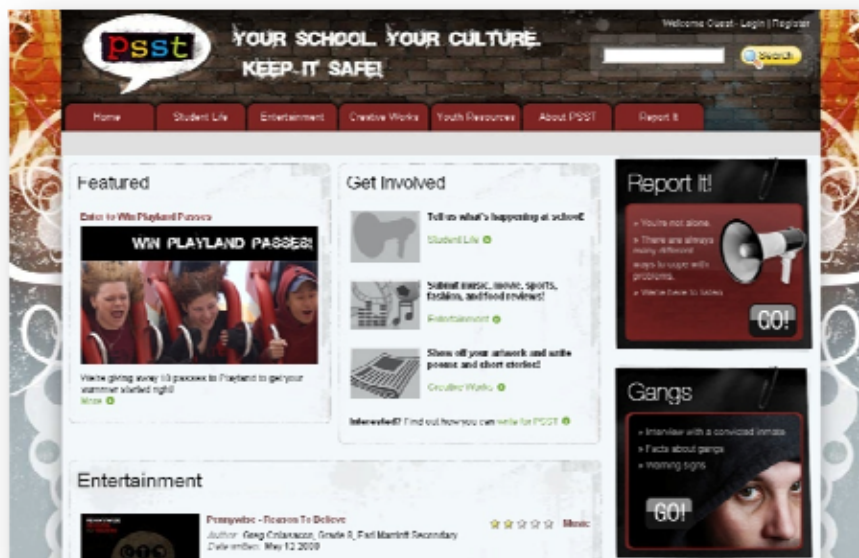 psst
YOUR SCHOOL. YOUR CULTURE.
KEEP IT SAFE!
Welcome Guest - Login | Register
Search
Home
Student Life
Entertainment
Creative Works
Youth Resources
About PSST
Report It
Featured
Enter to Win Playland Passes
WIN PLAYLAND PASSES!
We're giving away 10 passes to Playland to get your
summer started right!
More
Get Involved
Tell us what's happening at school!
Student Life
Submit music, movie, sports,
fashion, and food reviews!
Entertainment
Show off your artwork and write
poems and short stories!
Creative Works
Interested? Find out how you can write for PSST
Report It!
» You're not alone.
» There are always
many different
ways to cope with
problems.
» We're here to listen.
GO!
Gangs
» Interview with a convicted inmate
» Facts about gangs
» Warning signs
GO!
Entertainment
Pennywise - Reason To Believe
Music
Author: Greg Grade 8, Earl Marriott Secondary
Date written: May 12 2009